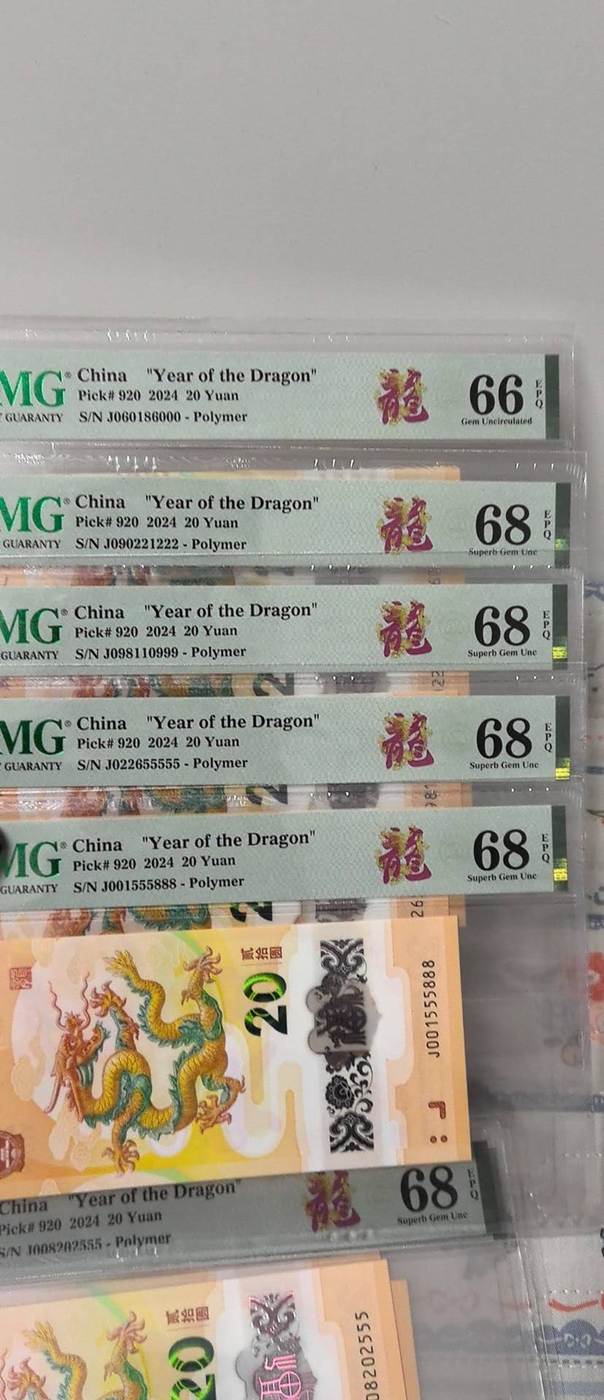 MG® China "Year of the Dragon"
Pick# 920 2024 20 Yuan
GUARANTY S/N J060186000 - Polymer
龍
66 EPQ
Gem Uncirculated
MG® China "Year of the Dragon"
Pick# 920 2024 20 Yuan
GUARANTY S/N J090221222 - Polymer
龍
68 EPQ
Superb Gem Unc
MG® China "Year of the Dragon"
Pick# 920 2024 20 Yuan
GUARANTY S/N J098110999 - Polymer
龍
68 EPQ
Superb Gem Unc
MG® China "Year of the Dragon"
Pick# 920 2024 20 Yuan
GUARANTY S/N J022655555 - Polymer
龍
68 EPQ
Superb Gem Unc
MG® China "Year of the Dragon"
Pick# 920 2024 20 Yuan
GUARANTY S/N J001555888 - Polymer
龍
68 EPQ
Superb Gem Unc
貳拾圓
20
J001555888
China "Year of the Dragon"
Pick# 920 2024 20 Yuan
S/N J008202555 - Polymer
龍
68 EPQ
Superb Gem Unc
貳拾圓
20
08202555